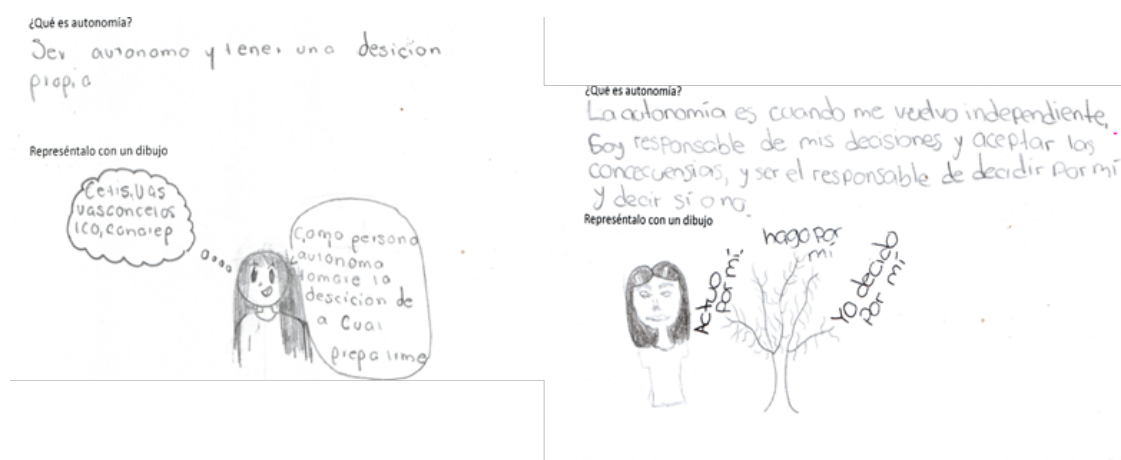 ¿Qué es autonomía?
Ser autonomo y tener una desicion
propia
Represéntalo con un dibujo
Cetis, Uas
Vasconcelos
ICO, conalep
Como persona
autonoma
tomare la
descicion de
a cual
prepa irme
¿Qué es autonomía?
La autonomía es cuando me vuelvo independiente,
Soy responsable de mis decisiones y aceptar las
concecuensias, y ser el responsable de decidir por mí
y decir sí o no.
Represéntalo con un dibujo
Actuo
por mí
hago por
mí
Yo decido
por mí